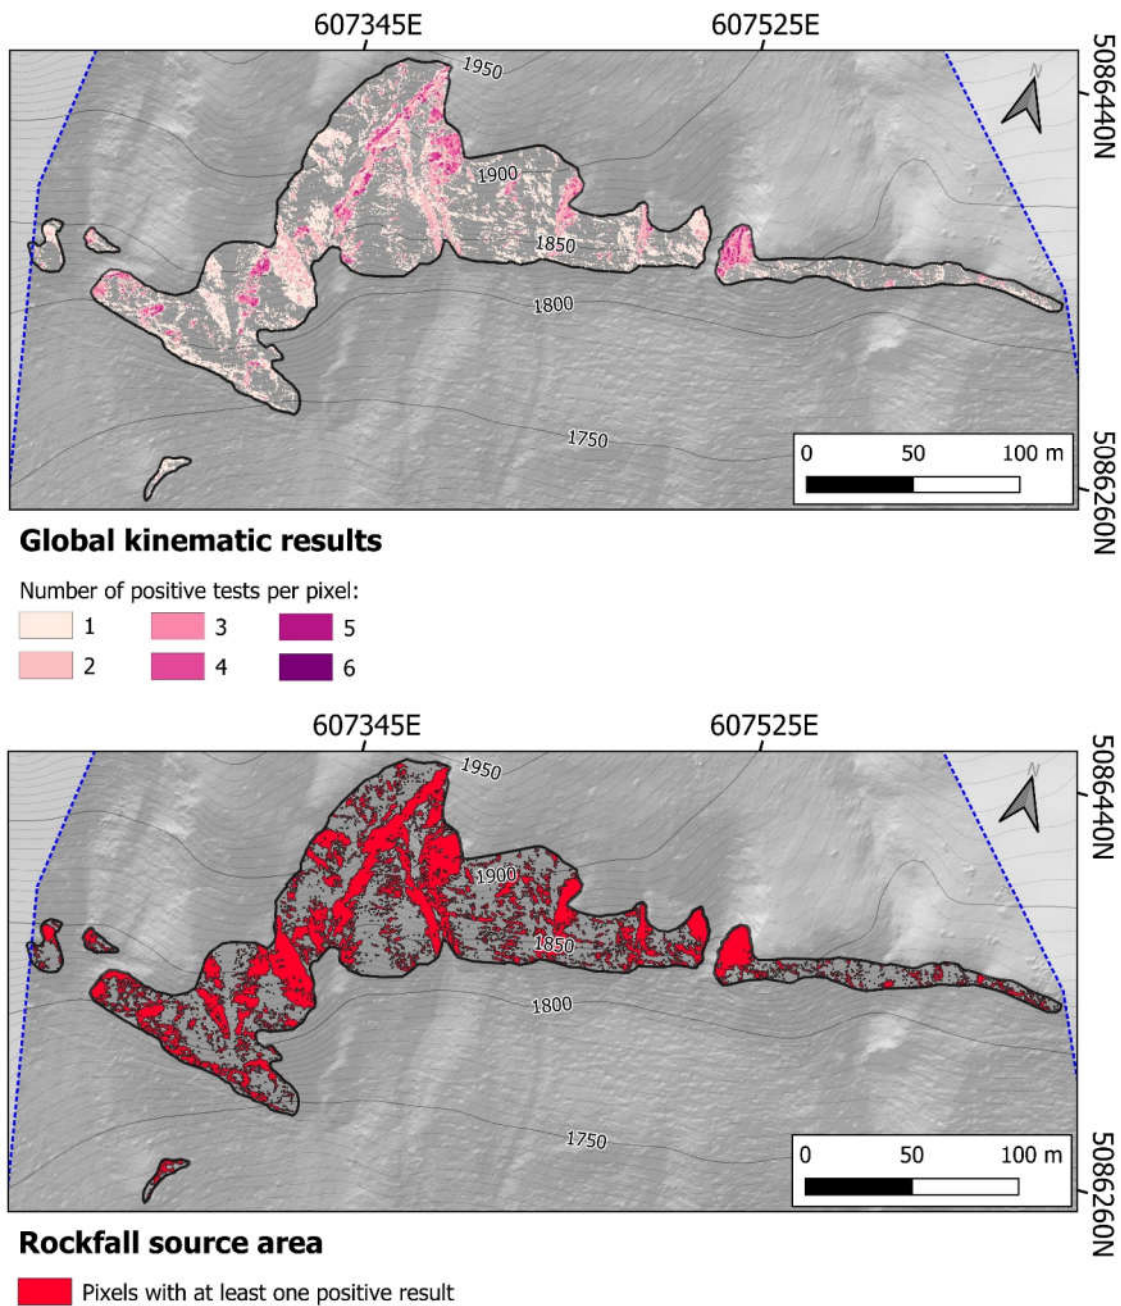 607345E 607525E
1950
N
5086440N
1900
1850
1800
1750
0 50 100 m
5086260N
Global kinematic results
Number of positive tests per pixel:
1 3 5
2 4 6
607345E 607525E
1950
N
5086440N
1900
1850
1800
1750
0 50 100 m
5086260N
Rockfall source area
Pixels with at least one positive result